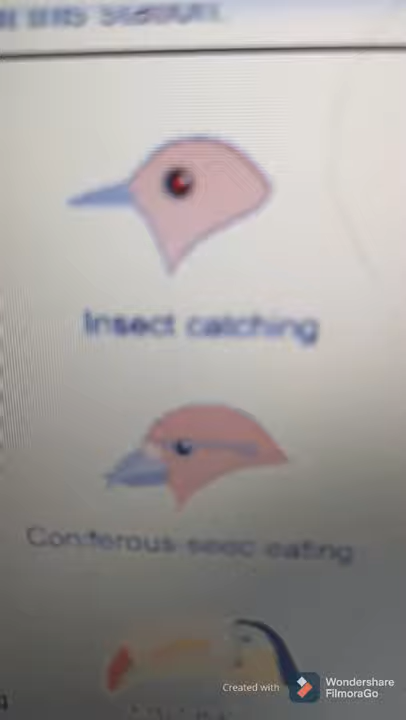 Insect catching
Coniferous seed eating
Created with
Wondershare
FilmoraGo